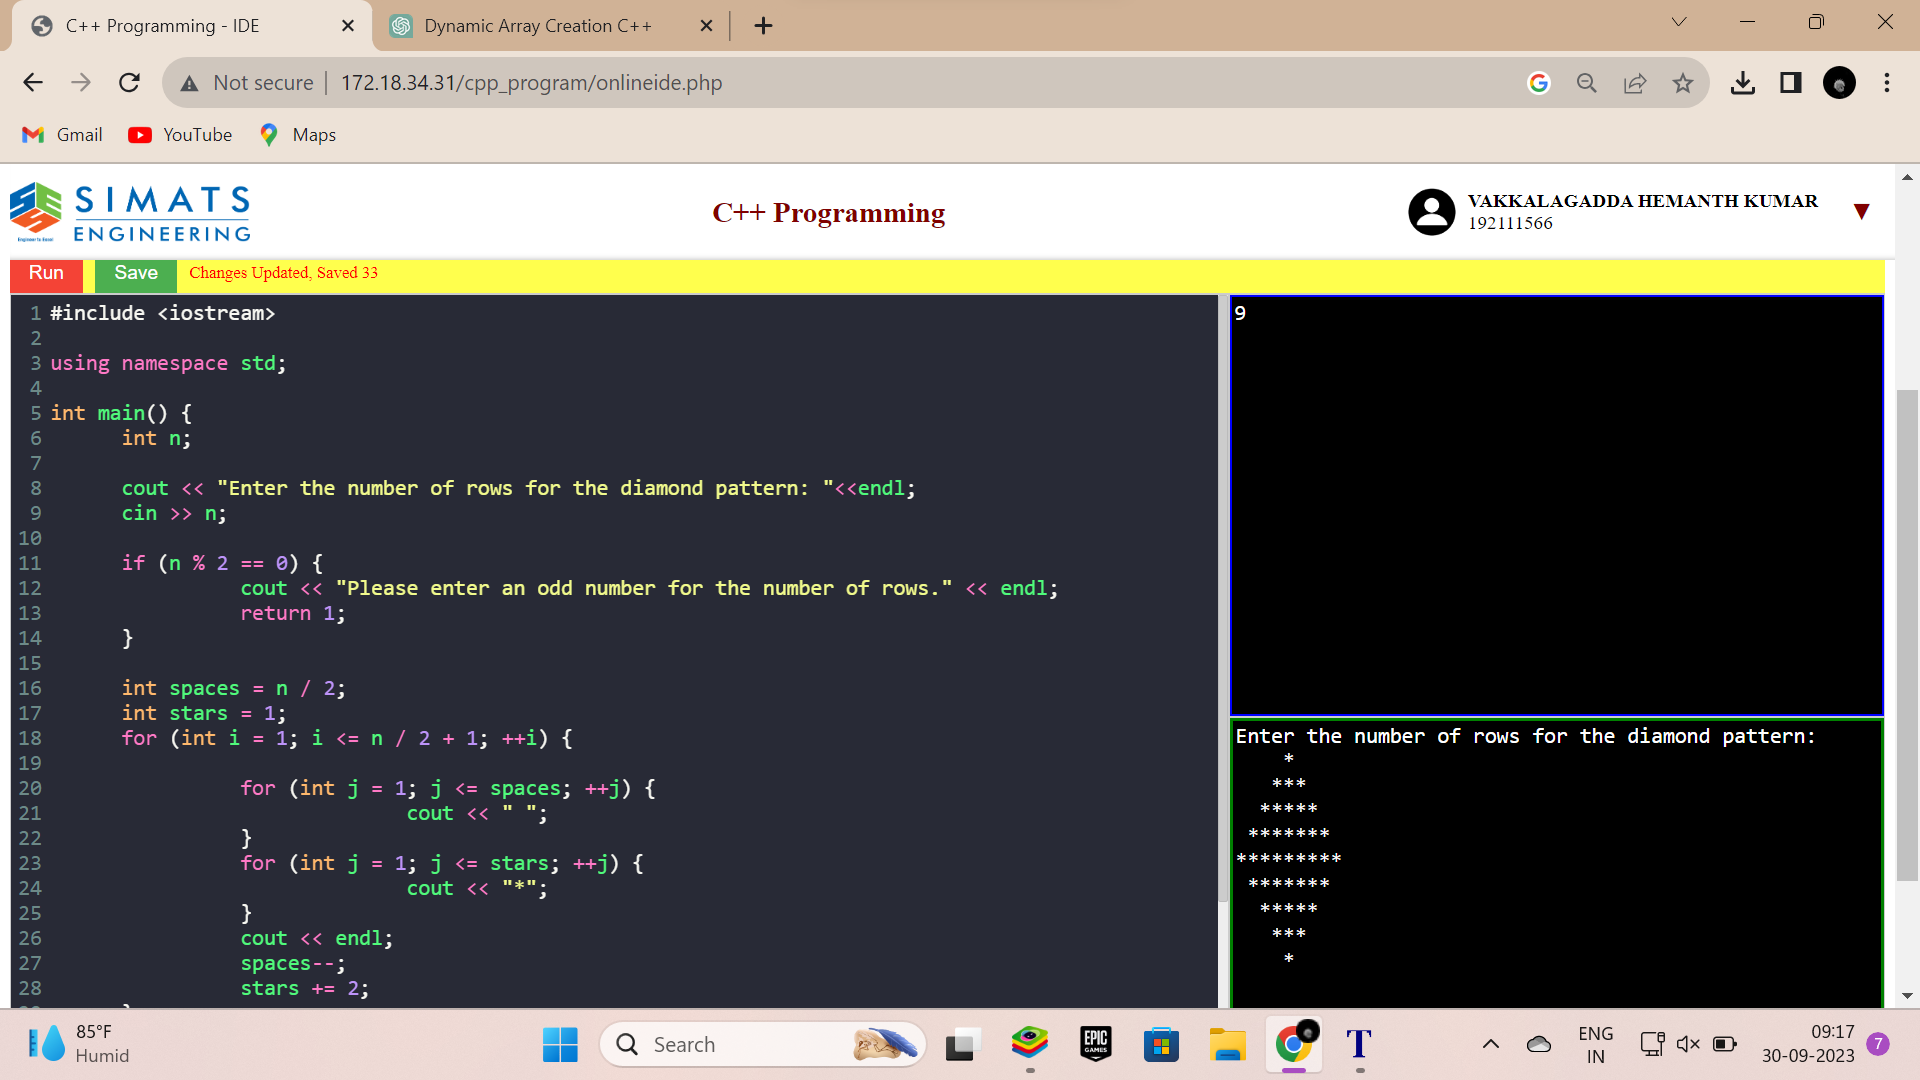 C++ Programming - IDE
Dynamic Array Creation C++
Not secure
172.18.34.31/cpp_program/onlineide.php
Gmail
YouTube
Maps
SIMATS
ENGINEERING
Engineer to Excel
C++ Programming
VAKKALAGADDA HEMANTH KUMAR
192111566
Run
Save
Changes Updated, Saved 33
1 #include <iostream>
2
3 using namespace std;
4
5 int main() {
6 int n;
7
8 cout << "Enter the number of rows for the diamond pattern: "<<endl;
9 cin >> n;
10
11 if (n % 2 == 0) {
12 cout << "Please enter an odd number for the number of rows." << endl;
13 return 1;
14 }
15
16 int spaces = n / 2;
17 int stars = 1;
18 for (int i = 1; i <= n / 2 + 1; ++i) {
19
20 for (int j = 1; j <= spaces; ++j) {
21 cout << " ";
22 }
23 for (int j = 1; j <= stars; ++j) {
24 cout << "*";
25 }
26 cout << endl;
27 spaces--;
28 stars += 2;
9
Enter the number of rows for the diamond pattern:
    *
   ***
  *****
 *******
*********
 *******
  *****
   ***
    *
85°F
Humid
Search
EPIC
GAMES
T
ENG
IN
09:17
30-09-2023
7